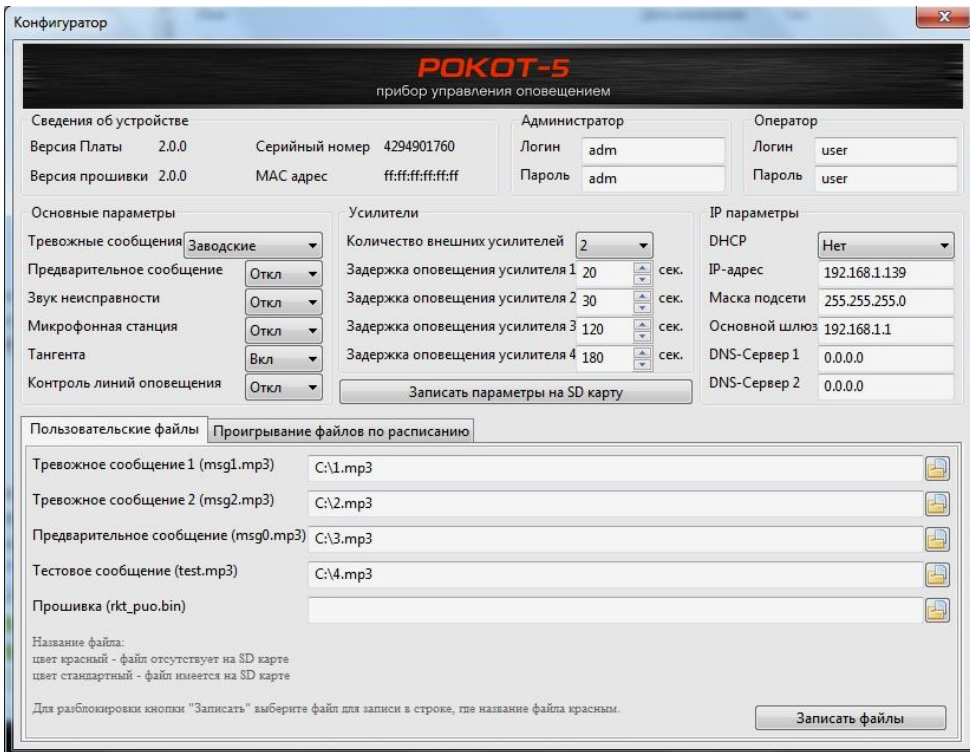 Конфигуратор
РОКОТ-5
прибор управления оповещением
Сведения об устройстве
Версия Платы 2.0.0 Серийный номер 4294901760
Версия прошивки 2.0.0 MAC адрес ff:ff:ff:ff:ff:ff
Администратор
Логин adm
Пароль adm
Оператор
Логин user
Пароль user
Основные параметры
Тревожные сообщения Заводские
Предварительное сообщение Откл
Звук неисправности Откл
Микрофонная станция Откл
Тангента Вкл
Контроль линий оповещения Откл
Усилители
Количество внешних усилителей 2
Задержка оповещения усилителя 1 20 сек.
Задержка оповещения усилителя 2 30 сек.
Задержка оповещения усилителя 3 120 сек.
Задержка оповещения усилителя 4 180 сек.
Записать параметры на SD карту
IP параметры
DHCP Нет
IP-адрес 192.168.1.139
Маска подсети 255.255.255.0
Основной шлюз 192.168.1.1
DNS-Сервер 1 0.0.0.0
DNS-Сервер 2 0.0.0.0
Пользовательские файлы Проигрывание файлов по расписанию
Тревожное сообщение 1 (msg1.mp3) C:\1.mp3
Тревожное сообщение 2 (msg2.mp3) C:\2.mp3
Предварительное сообщение (msg0.mp3) C:\3.mp3
Тестовое сообщение (test.mp3) C:\4.mp3
Прошивка (rkt_puo.bin)
Название файла:
цвет красный - файл отсутствует на SD карте
цвет стандартный - файл имеется на SD карте
Для разблокировки кнопки "Записать" выберите файл для записи в строке, где название файла красным.
Записать файлы